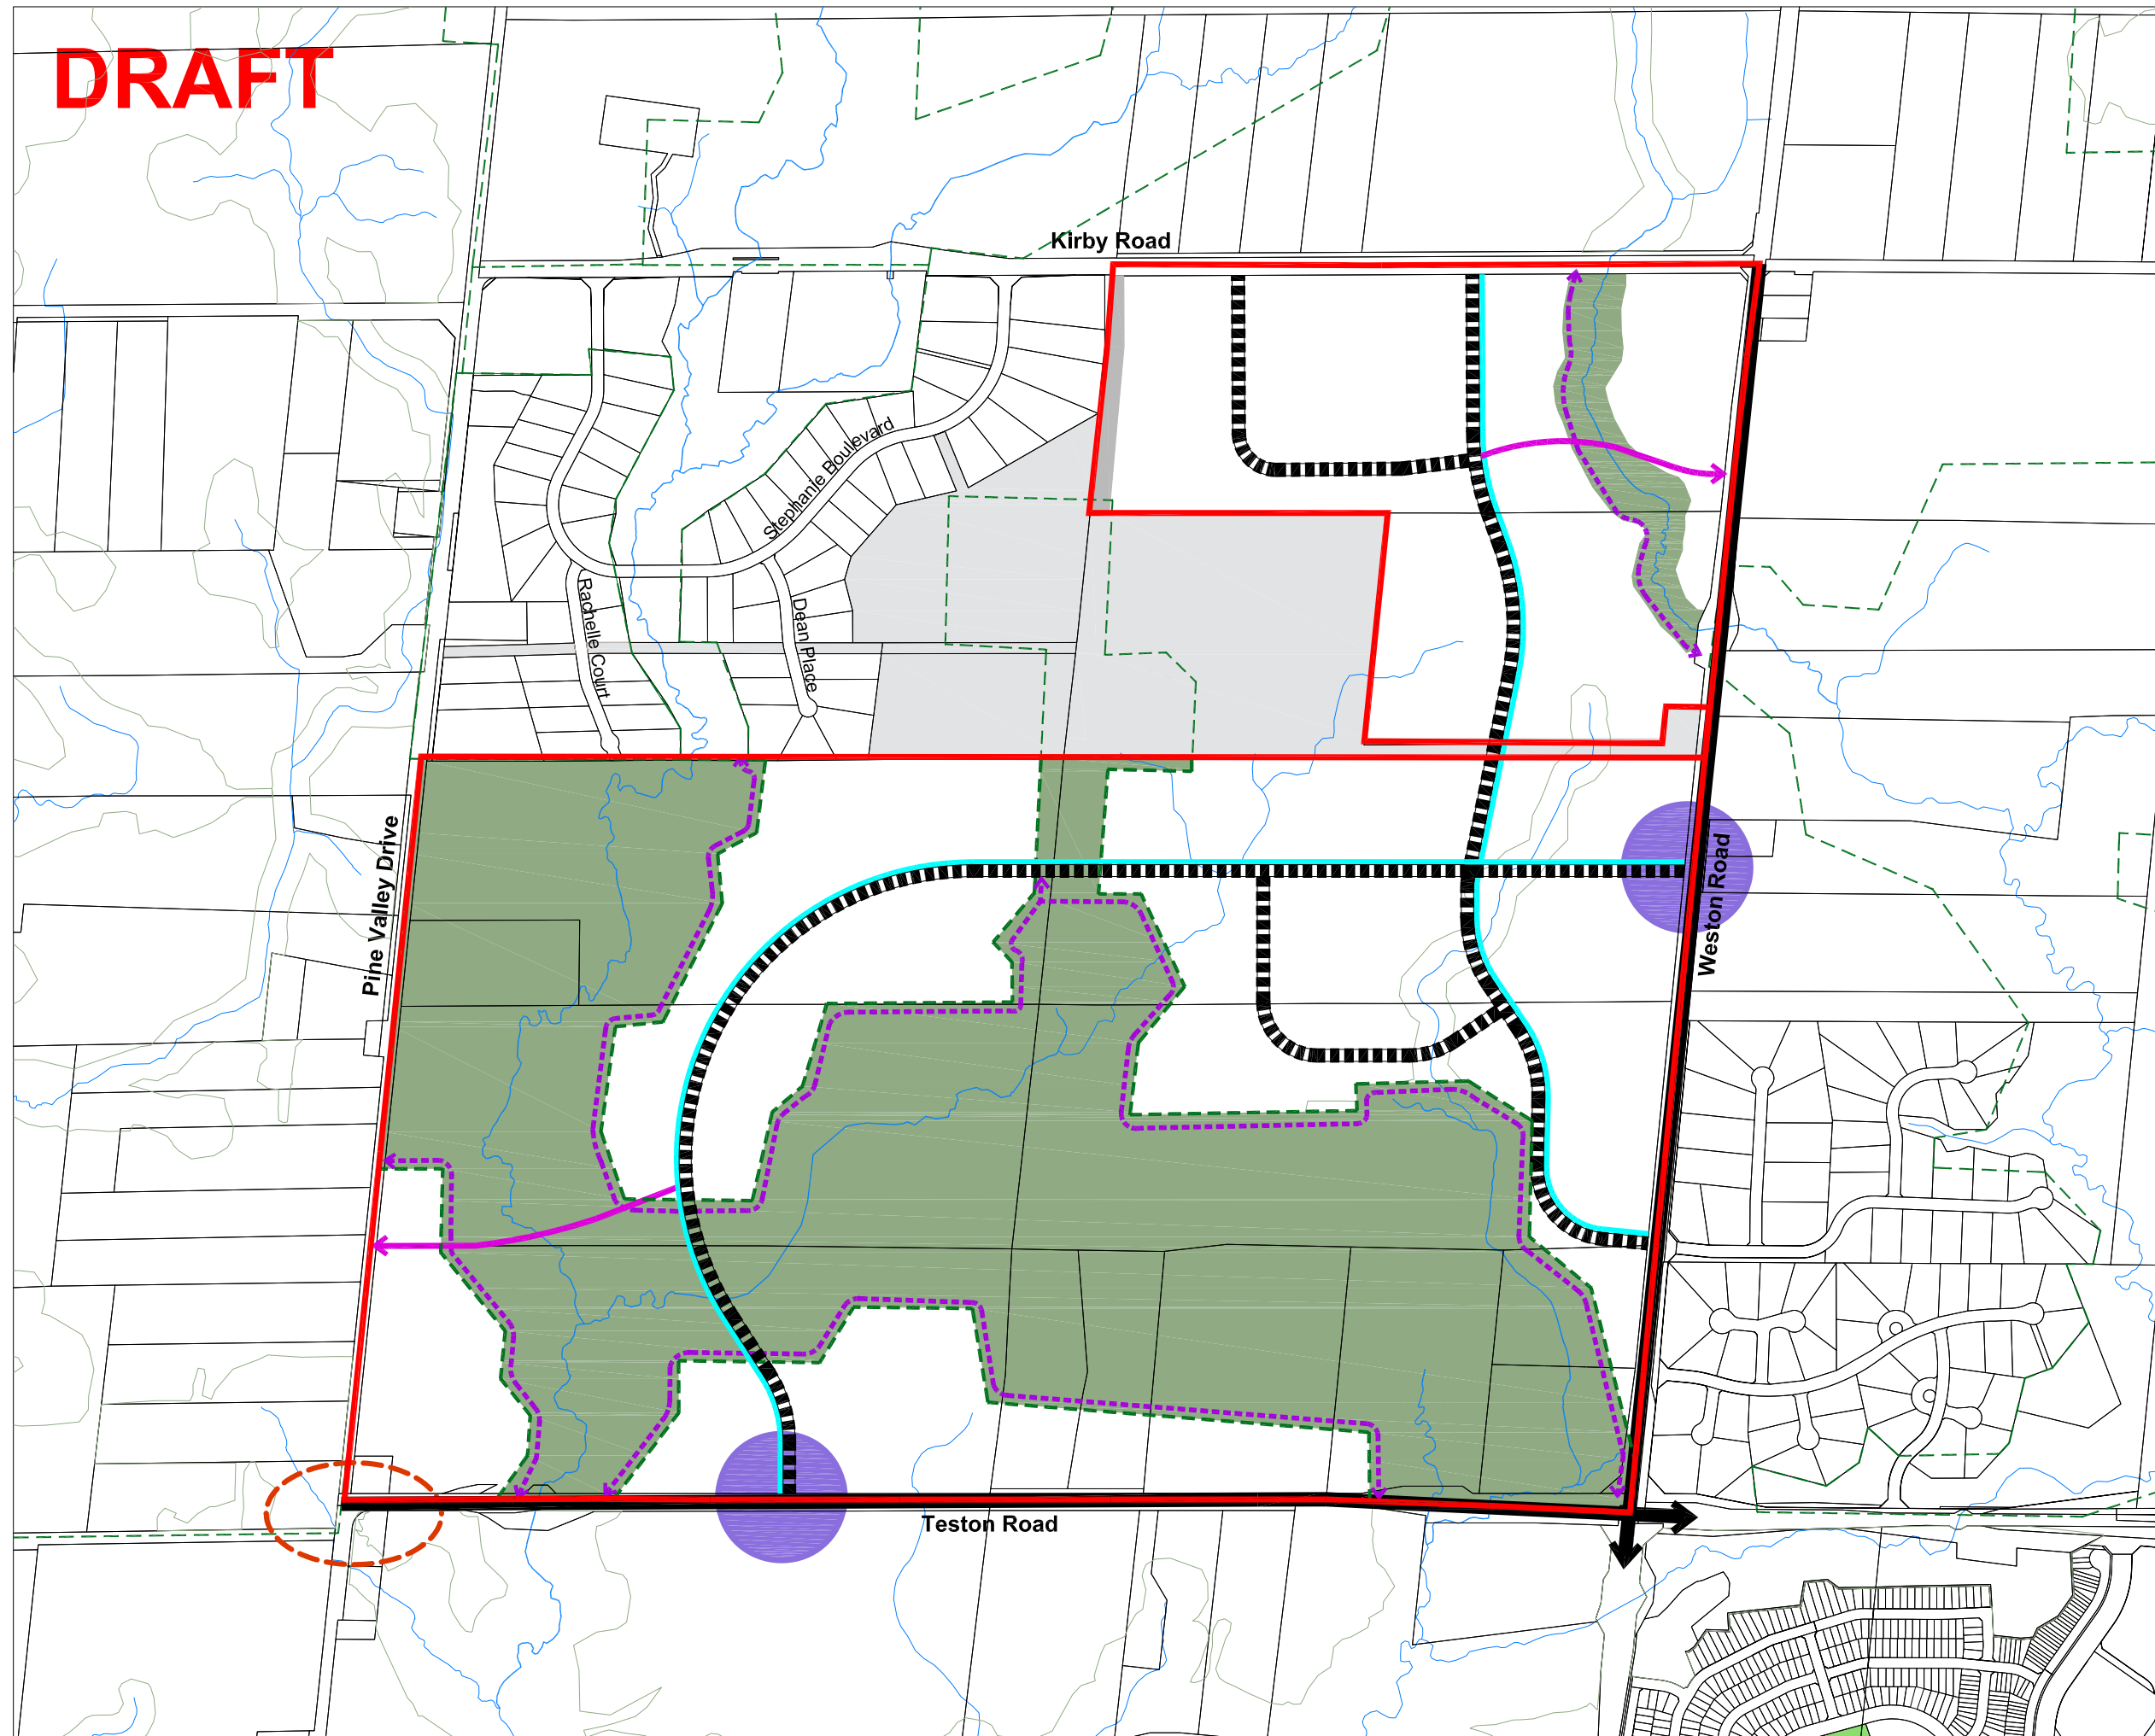 DRAFT
Kirby Road
Stephanie Boulevard
Rachelle Court
Dean Place
Pine Valley Drive
Weston Road
Teston Road